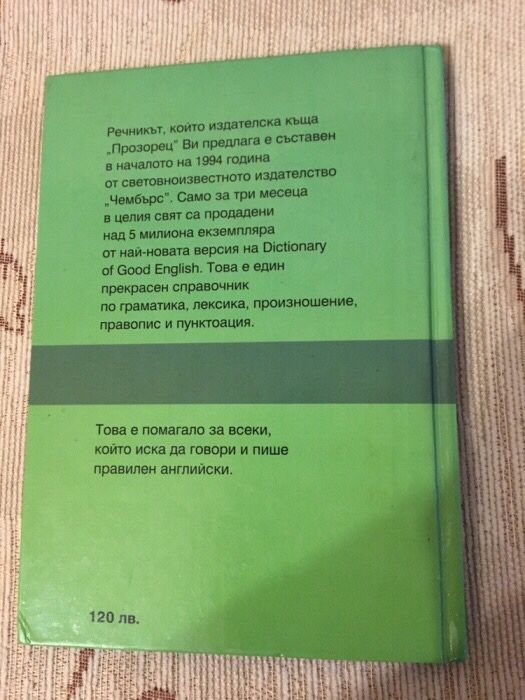 Речникът, който издателска къща
„Прозорец” Ви предлага е съставен
в началото на 1994 година
от световноизвестното издателство
„Чембърс”. Само за три месеца
в целия свят са продадени
над 5 милиона екземпляра
от най-новата версия на Dictionary
of Good English. Това е един
прекрасен справочник
по граматика, лексика, произношение,
правопис и пунктоация.
Това е помагало за всеки,
който иска да говори и пише
правилен английски.
120 лв.